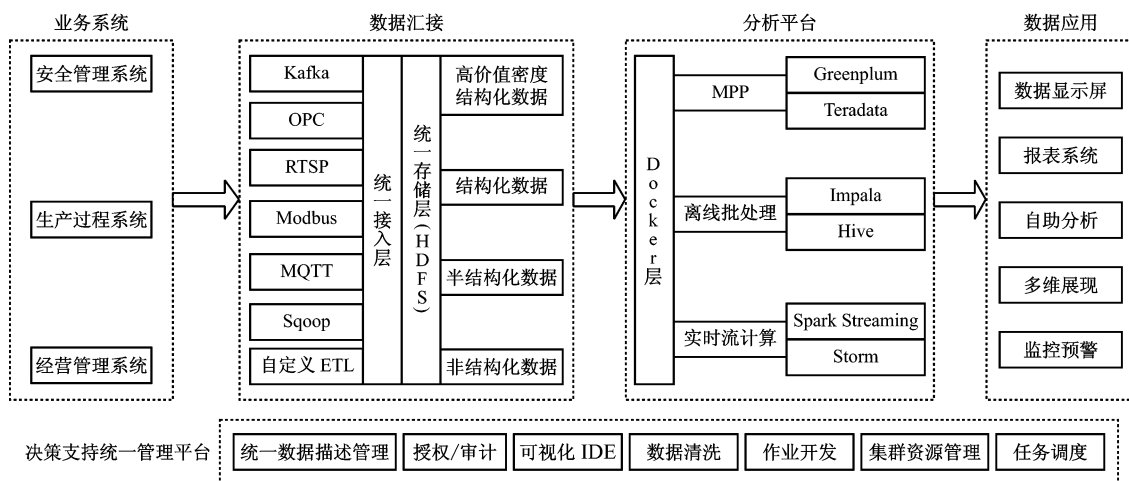 业务系统
安全管理系统
生产过程系统
经营管理系统
数据汇接
Kafka
OPC
RTSP
Modbus
MQTT
Sqoop
自定义 ETL
统一接入层
统一存储层(HDFS)
高价值密度
结构化数据
结构化数据
半结构化数据
非结构化数据
分析平台
Docker层
MPP
Greenplum
Teradata
离线批处理
Impala
Hive
实时流计算
Spark Streaming
Storm
数据应用
数据显示屏
报表系统
自助分析
多维展现
监控预警
决策支持统一管理平台
统一数据描述管理
授权/审计
可视化 IDE
数据清洗
作业开发
集群资源管理
任务调度